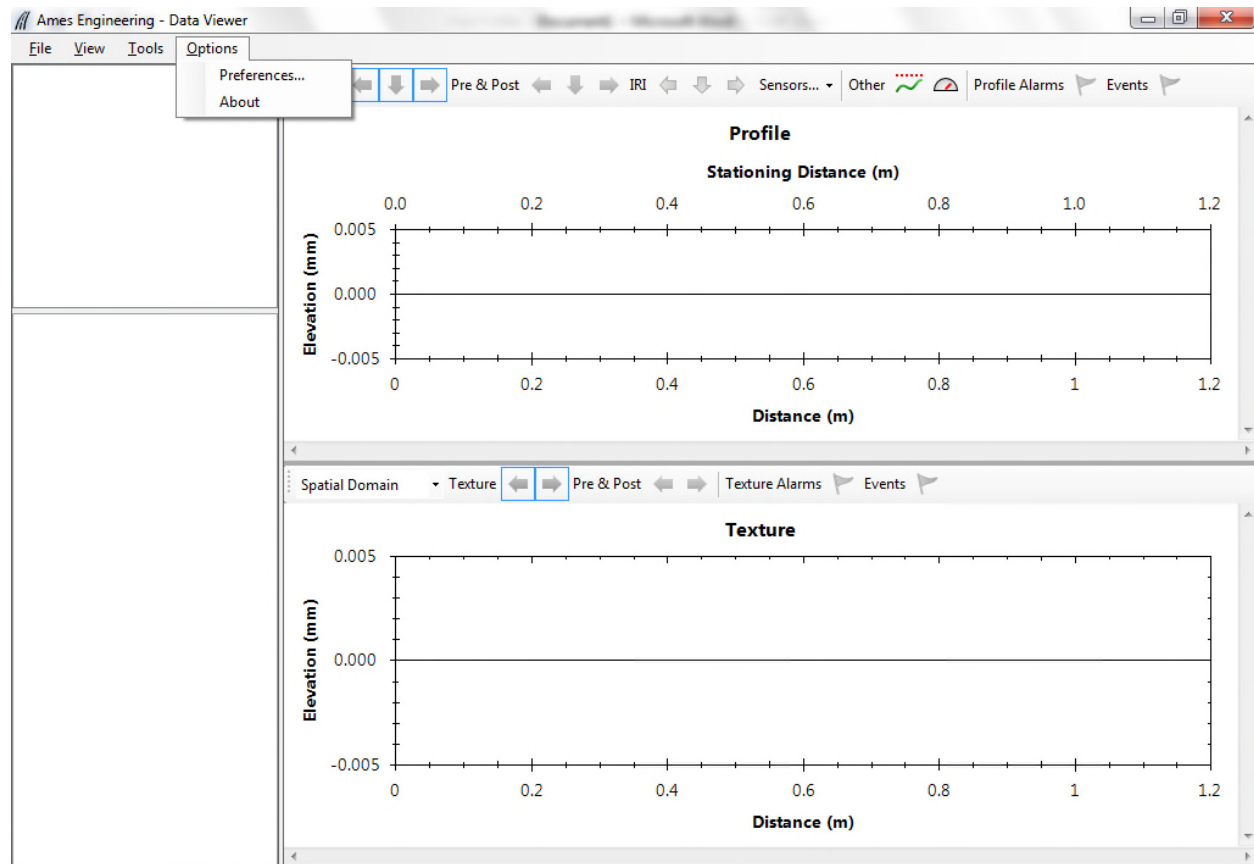 Ames Engineering - Data Viewer
File View Tools Options
Preferences...
About
Pre & Post IRI Sensors... Other Profile Alarms Events
Profile
Stationing Distance (m)
0.0 0.2 0.4 0.6 0.8 1.0 1.2
0.005
0.000
-0.005
Elevation (mm)
0 0.2 0.4 0.6 0.8 1 1.2
Distance (m)
Spatial Domain Texture Pre & Post Texture Alarms Events
Texture
0.005
0.000
-0.005
Elevation (mm)
0 0.2 0.4 0.6 0.8 1 1.2
Distance (m)